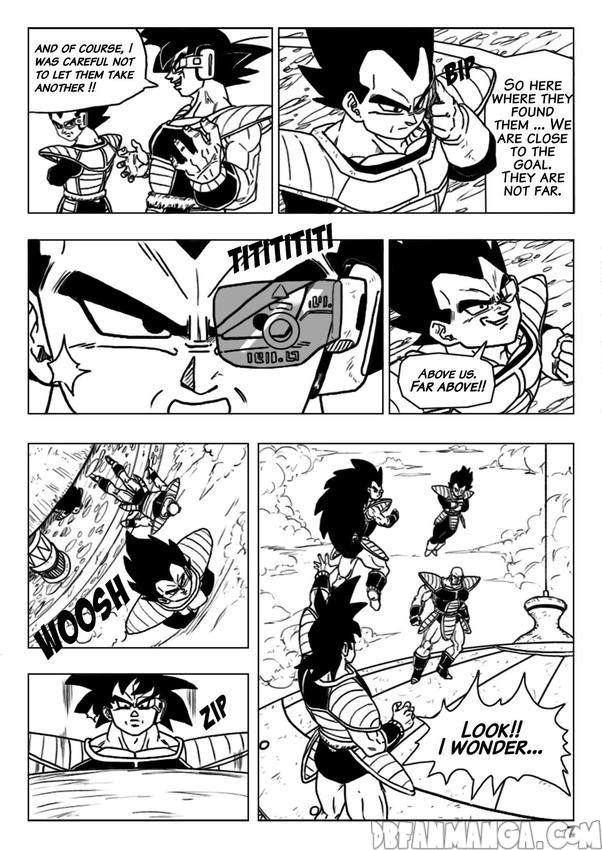 AND OF COURSE, I
WAS CAREFUL NOT
TO LET THEM TAKE
ANOTHER !!
BIP
SO HERE
WHERE THEY
FOUND
THEM ... WE
ARE CLOSE
TO THE
GOAL.
THEY ARE
NOT FAR.
TITITITITI
ABOVE US.
FAR ABOVE!!
WOOSH
ZIP
LOOK!!
I WONDER...
7
DBFANMANGA.COM